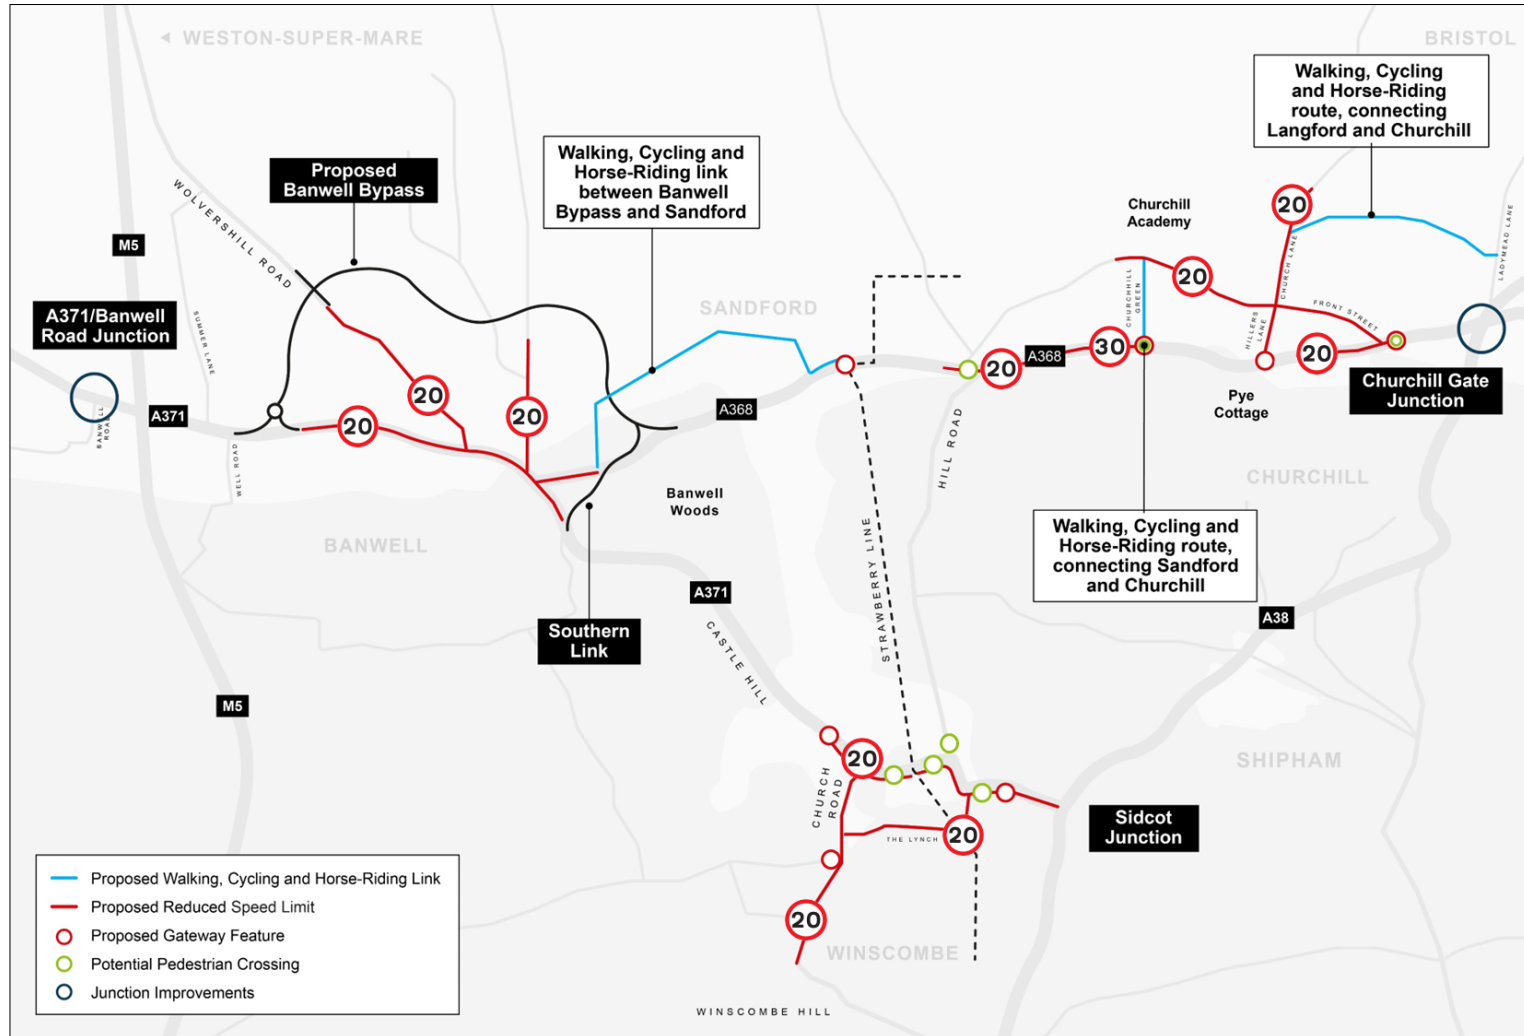 WESTON-SUPER-MARE
BRISTOL
Walking, Cycling
and Horse-Riding
route, connecting
Langford and Churchill
Proposed
Banwell Bypass
Walking, Cycling and
Horse-Riding link
between Banwell
Bypass and Sandford
WOLVERSHILL ROAD
M5
A371/Banwell
Road Junction
SUMMER LANE
Churchill
Academy
20
CHURCH LANE
LADYMEAD LANE
20
CHURCHHILL
GREEN
SANDFORD
HILLERS
LANE
FRONT STREET
A368
30
20
20
Churchill Gate
Junction
Pye
Cottage
A371
BANWELL
ROAD
20
20
20
A368
HILL ROAD
WELL ROAD
CHURCHILL
Banwell
Woods
BANWELL
STRAWBERRY LINE
Walking, Cycling and
Horse-Riding route,
connecting Sandford
and Churchill
A371
CASTLE HILL
Southern
Link
A38
M5
SHIPHAM
20
CHURCH
ROAD
THE LYNCH
20
Sidcot
Junction
20
WINSCOMBE
WINSCOMBE HILL
Proposed Walking, Cycling and Horse-Riding Link
Proposed Reduced Speed Limit
Proposed Gateway Feature
Potential Pedestrian Crossing
Junction Improvements